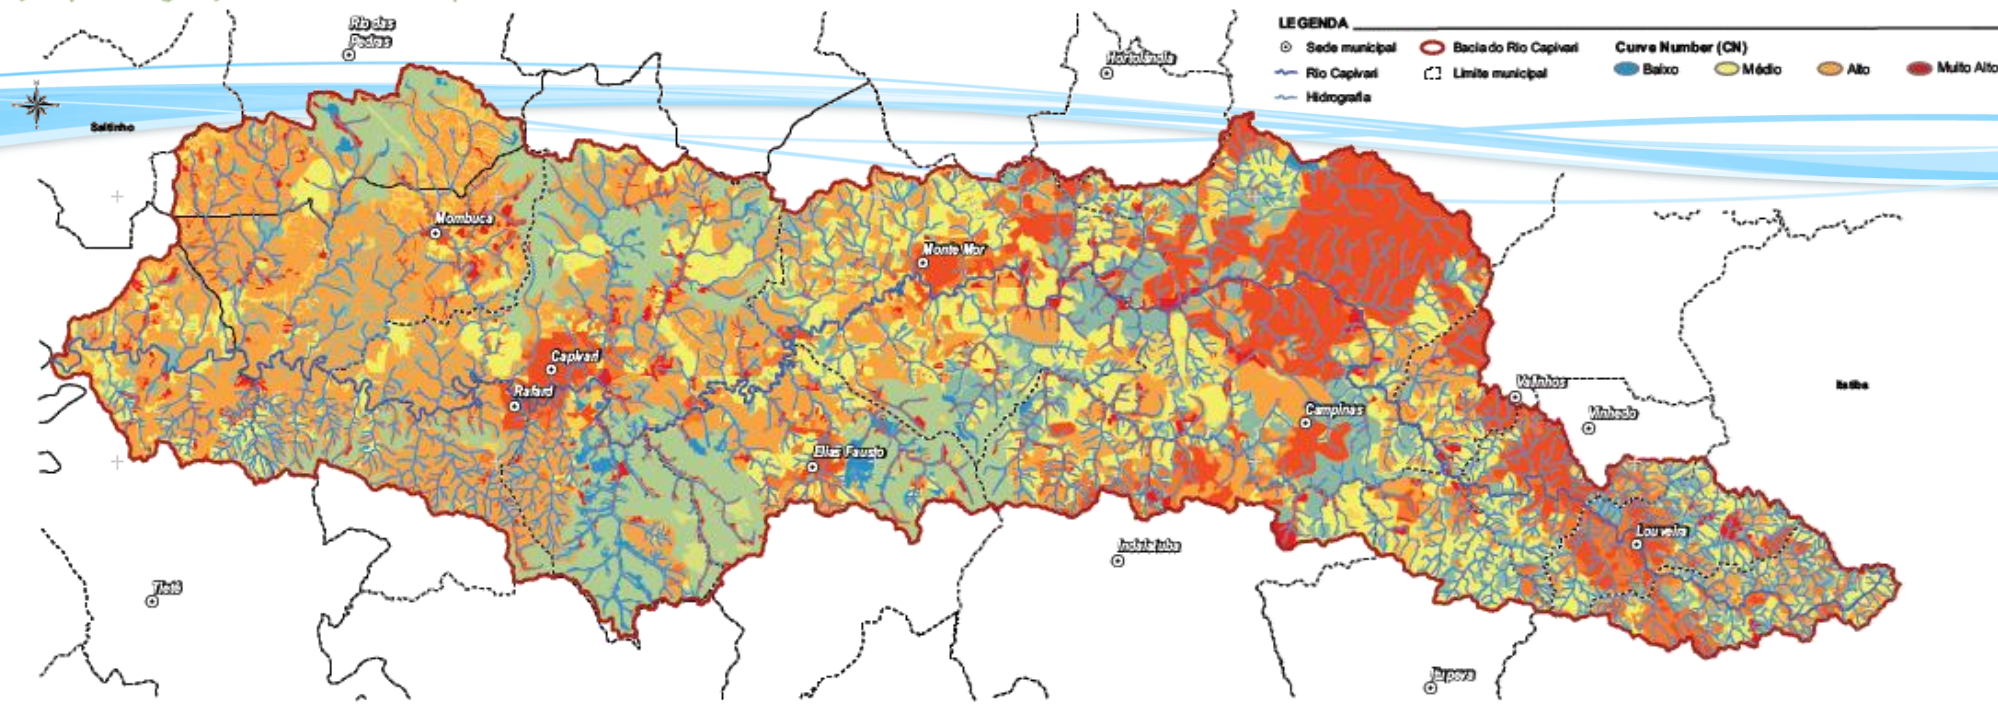 LEGENDA
Sede municipal
Bacia do Rio Capivari
Curve Number (CN)
Rio Capivari
Limite municipal
Baixo
Médio
Alto
Muito Alto
Hidrografia
Rio das
Pedras
Hortolândia
Saltinho
Mombuca
Monte Mor
Capivari
Rafard
Valinhos
Itatiba
Vinhedo
Campinas
Elias Fausto
Louveira
Indaiatuba
Tietê
Itupeva